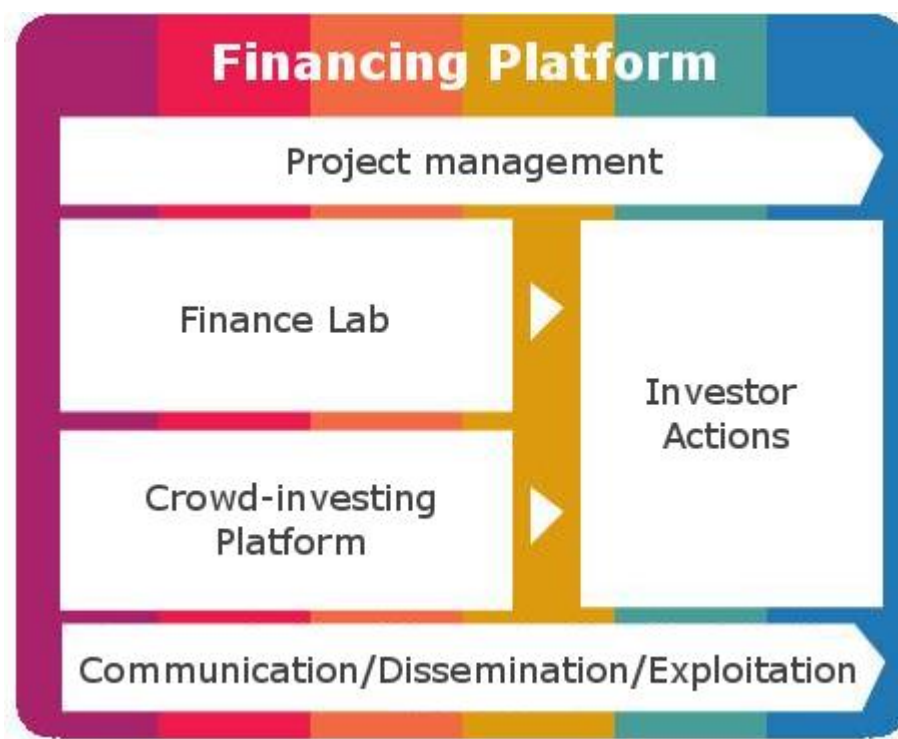 Financing Platform
Project management
Finance Lab
Crowd-investing
Platform
Investor
Actions
Communication/Dissemination/Exploitation